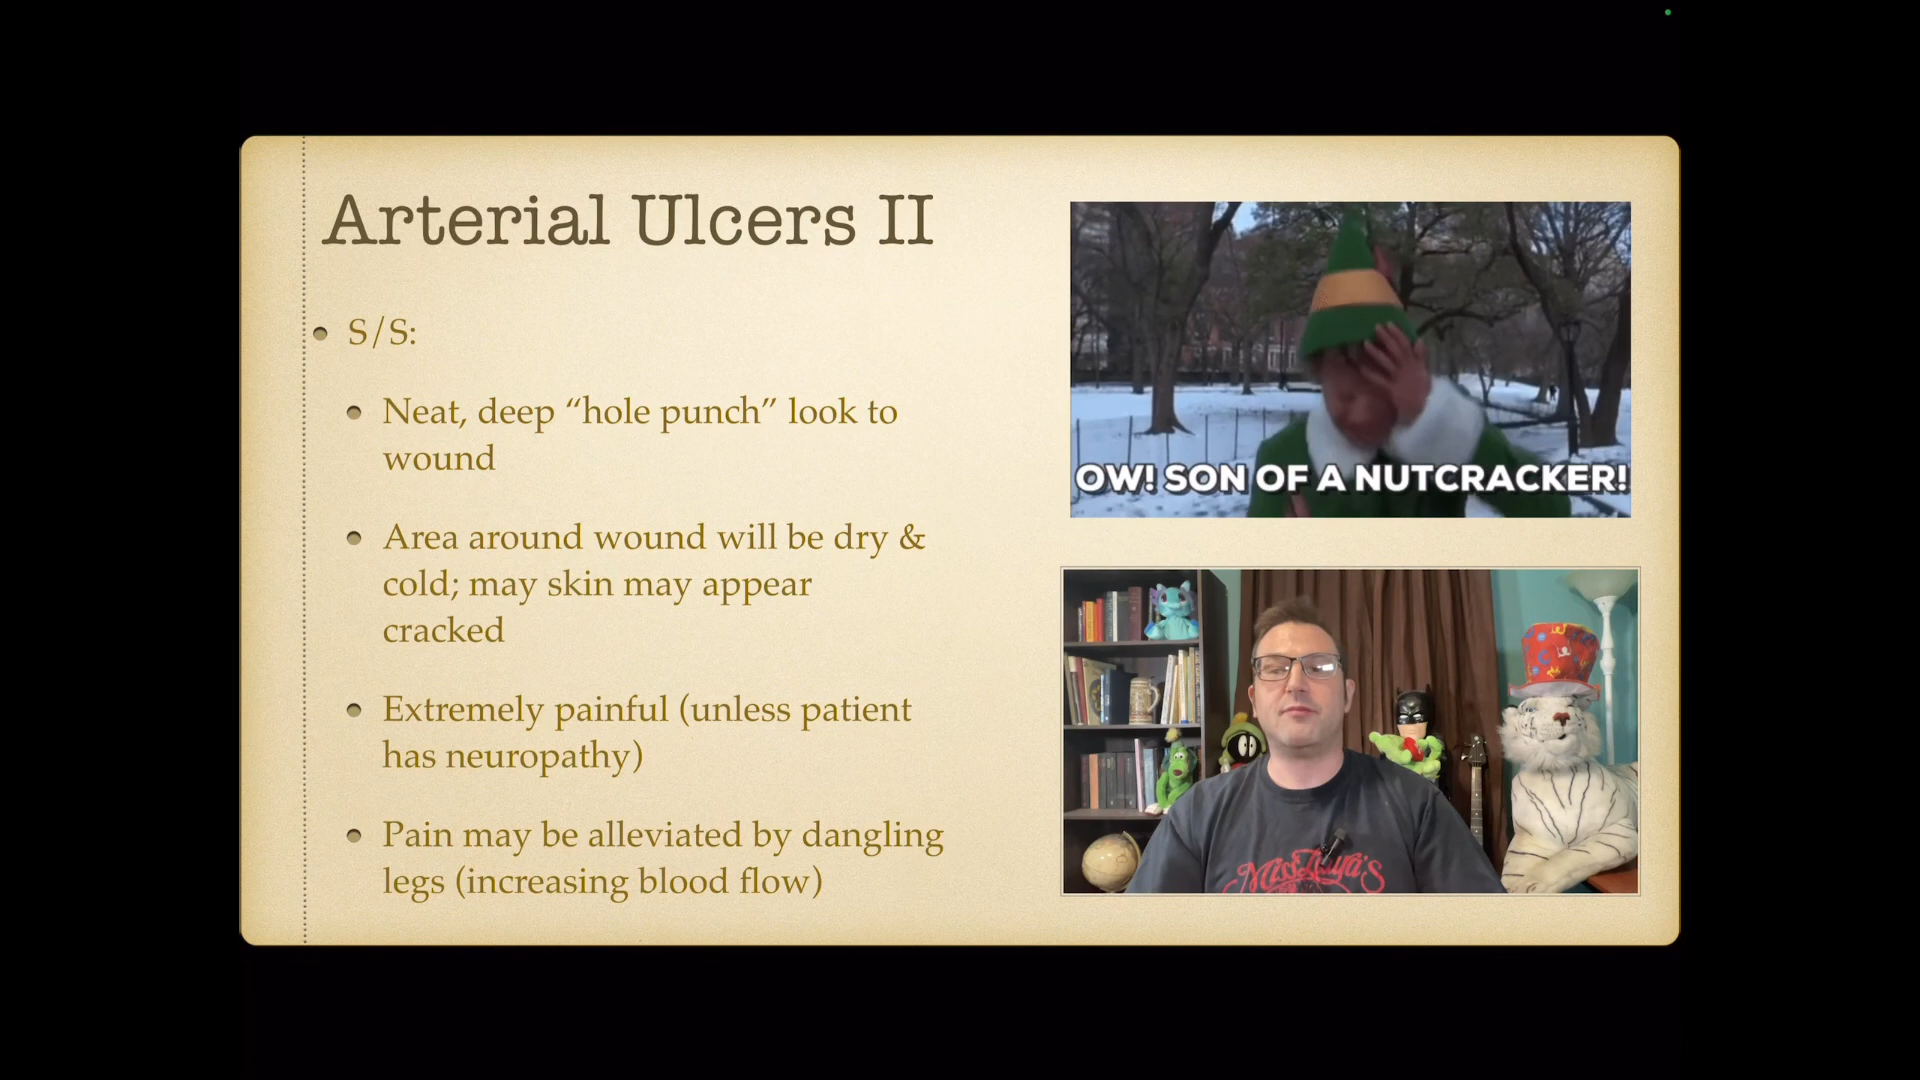 Arterial Ulcers II
S/S:
Neat, deep “hole punch” look to
wound
Area around wound will be dry &
cold; may skin may appear
cracked
Extremely painful (unless patient
has neuropathy)
Pain may be alleviated by dangling
legs (increasing blood flow)
OW! SON OF A NUTCRACKER!